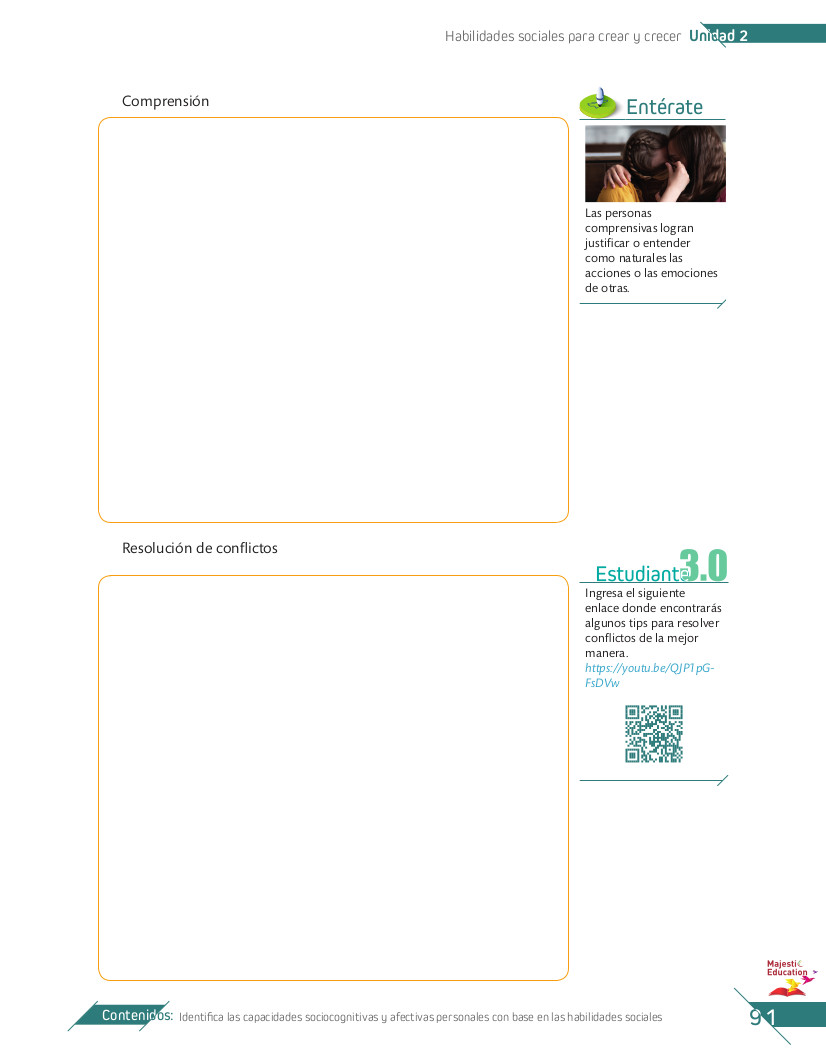 Habilidades sociales para crear y crecer Unidad 2
Comprensión
Entérate
Las personas
comprensivas logran
justificar o entender
como naturales las
acciones o las emociones
de otras.
Resolución de conflictos
Estudiante 3.0
Ingresa el siguiente
enlace donde encontrarás
algunos tips para resolver
conflictos de la mejor
manera.
https://youtu.be/QJP1pG-
FsDVw
Majestic
Education
Contenidos: Identifica las capacidades sociocognitivas y afectivas personales con base en las habilidades sociales
91